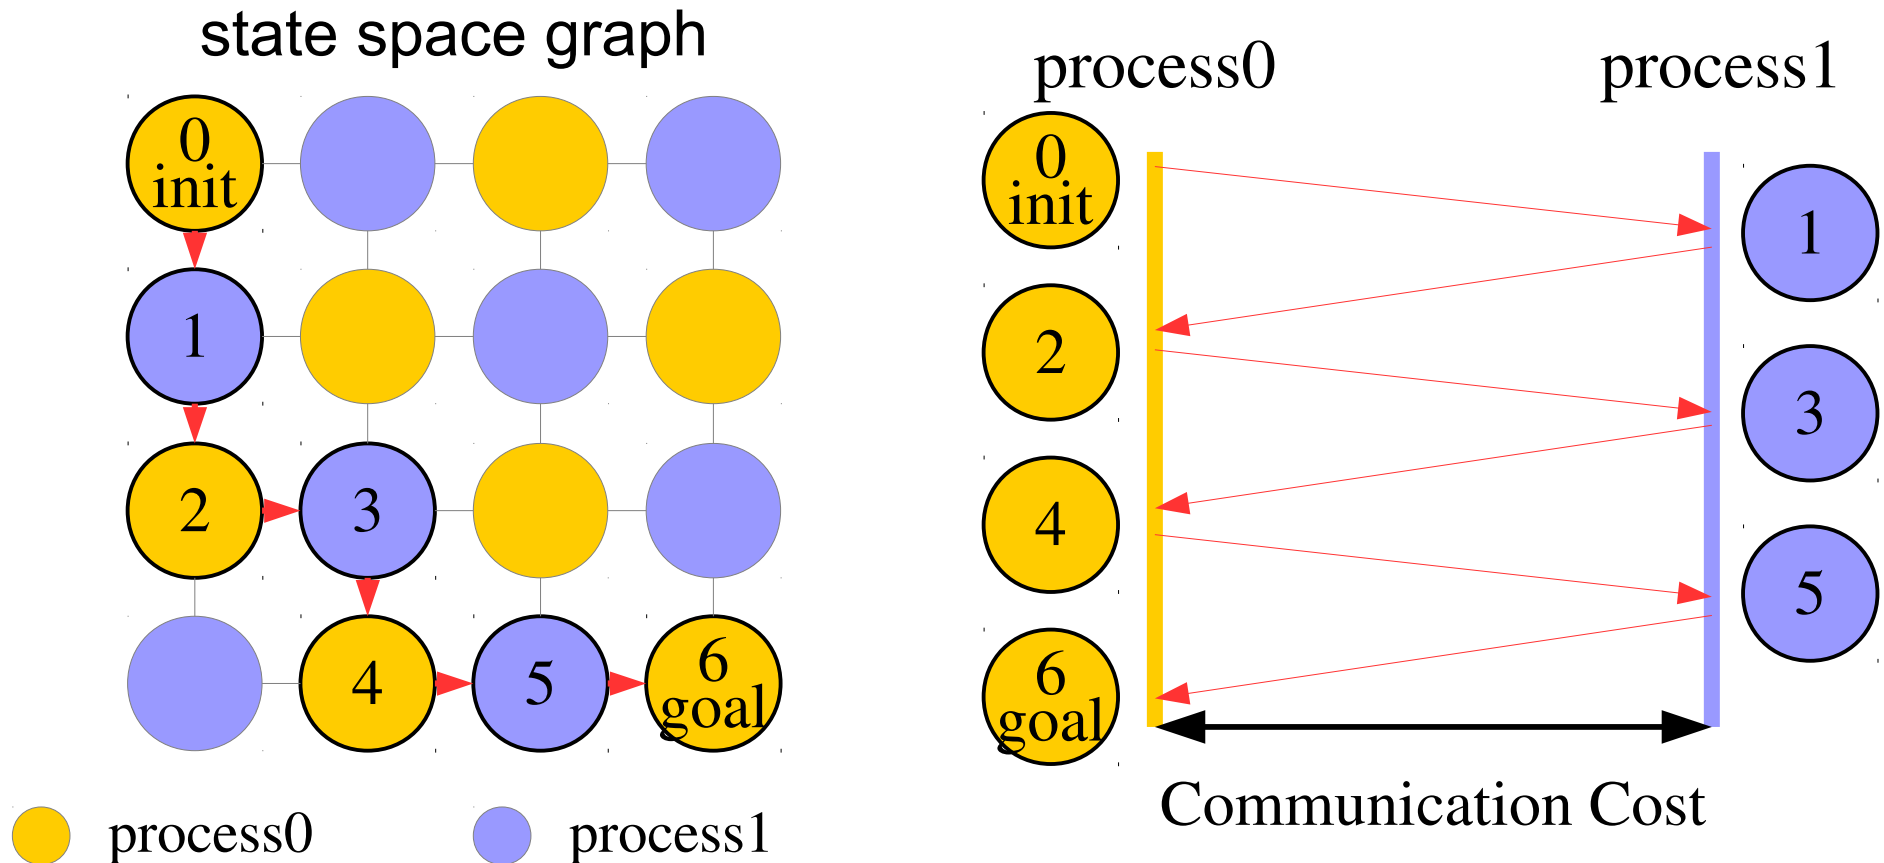 state space graph
0
init
1
2
3
4
5
6
goal
process0
process1
process0
process1
0
init
1
2
3
4
5
6
goal
Communication Cost